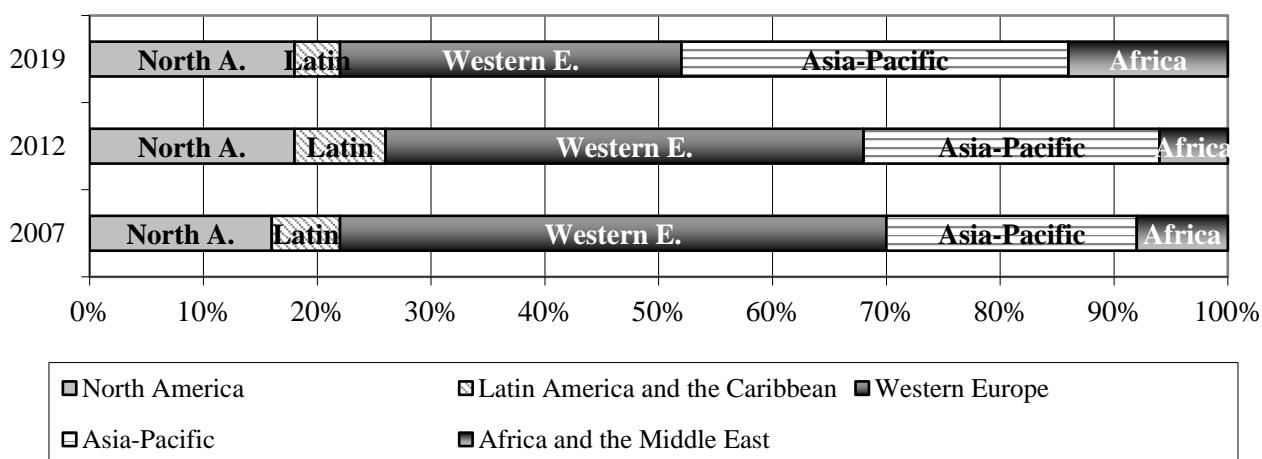 2019 North A. Latin Western E. Asia-Pacific Africa
2012 North A. Latin Western E. Asia-Pacific Africa
2007 North A. Latin Western E. Asia-Pacific Africa
0% 10% 20% 30% 40% 50% 60% 70% 80% 90% 100%
North America Latin America and the Caribbean Western Europe
Asia-Pacific Africa and the Middle East